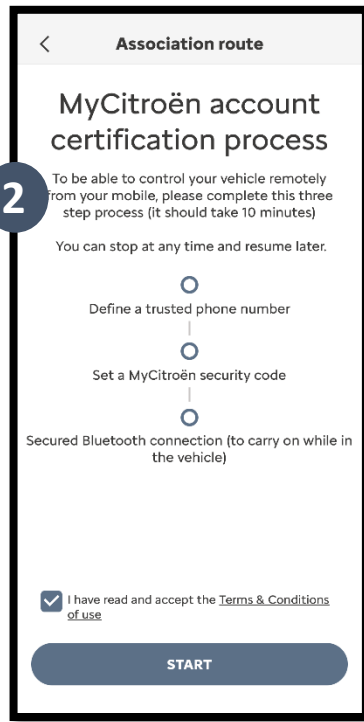 Association route
MyCitroën account
certification process
2
To be able to control your vehicle remotely
from your mobile, please complete this three
step process (it should take 10 minutes)
You can stop at any time and resume later.
Define a trusted phone number
Set a MyCitroën security code
Secured Bluetooth connection (to carry on while in
the vehicle)
I have read and accept the Terms & Conditions
of use
START